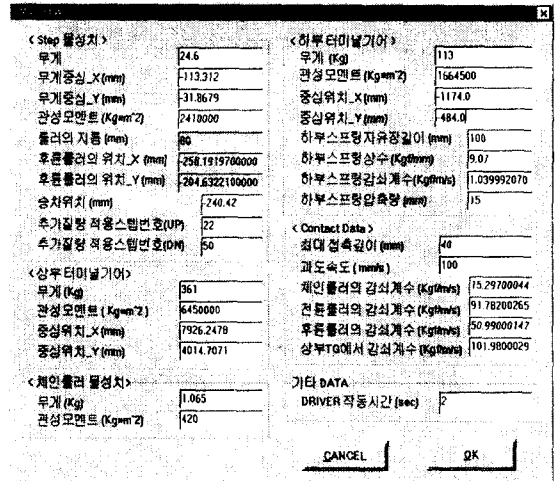 < Step 물성치 >
무게 24.6
무게중심_X(mm) -113.312
무게중심_Y(mm) -31.8679
관성모멘트 (Kg*m^2) 2410000
롤러의 지름 (mm) 80
후륜롤러의 위치_X (mm) -258.1919700000
후륜롤러의 위치_Y (mm) -204.6322100000
승차위치 (mm) -240.42
추가질량 적용스텝번호(UP) 22
추가질량 적용스텝번호(DN) 50
<상부터미널기어>
무게 (Kg) 361
관성모멘트 ( Kg*m^2 ) 6450000
중심위치_X(mm) 7926.2478
중심위치_Y(mm) 4014.7071
<체인롤러 물성치>
무게 (Kg) 1.065
관성모멘트 (Kg*m^2) 420
<하부터미널기어 >
무게 (Kg) 113
관성모멘트 (Kg*m^2) 1664500
중심위치_X(mm) -1174.0
중심위치_Y(mm) -484.0
하부스프링자유장길이 (mm) 100
하부스프링상수 (Kgf/mm) 9.07
하부스프링감쇠계수(Kgf/m/s) 1.039992070
하부스프링압축량 (mm) 15
< Contact Data >
최대 접촉깊이 (mm) 40
과도속도 ( mm/s ) 100
체인롤러의 감쇠계수 (Kgf/m/s) 15.29700044
전륜롤러의 감쇠계수 (Kgf/m/s) 91.78200265
후륜롤러의 감쇠계수 (Kgf/m/s) 50.99000147
상부TG에서 감쇠계수 (Kgf/m/s) 101.9800029
기타 DATA
DRIVER 작동시간 (sec) 2
CANCEL OK